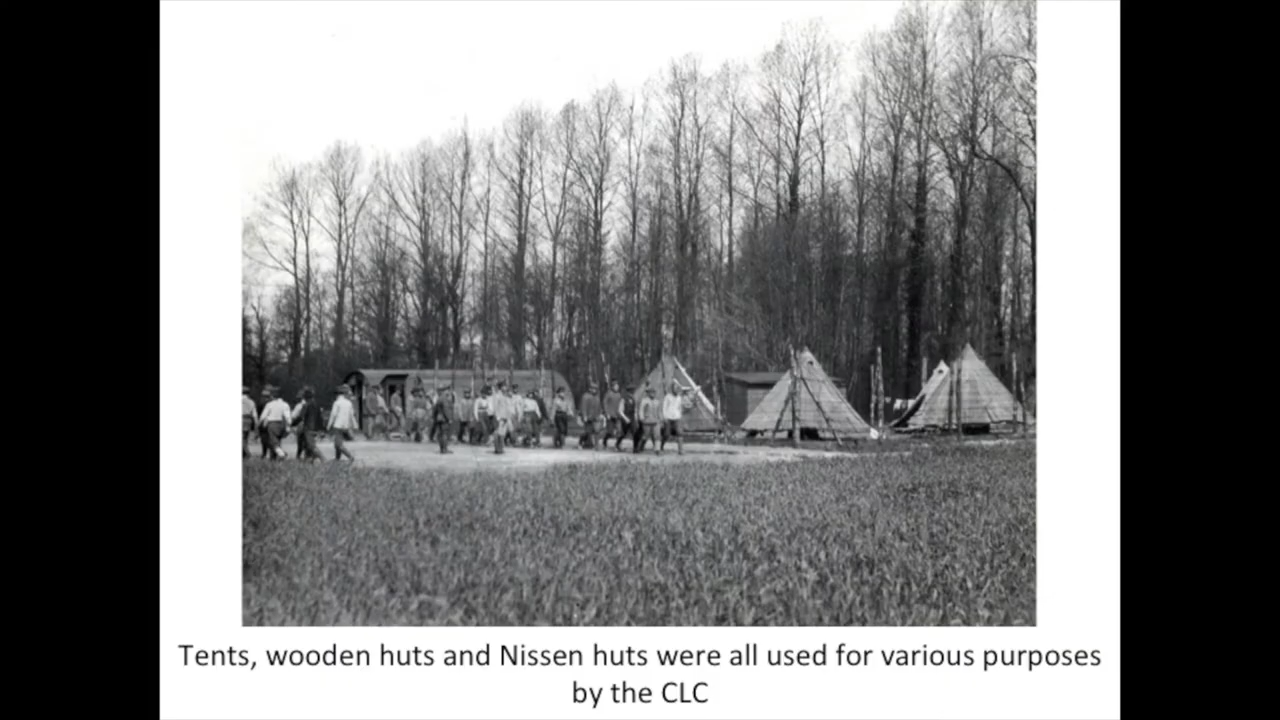 Tents, wooden huts and Nissen huts were all used for various purposes
by the CLC